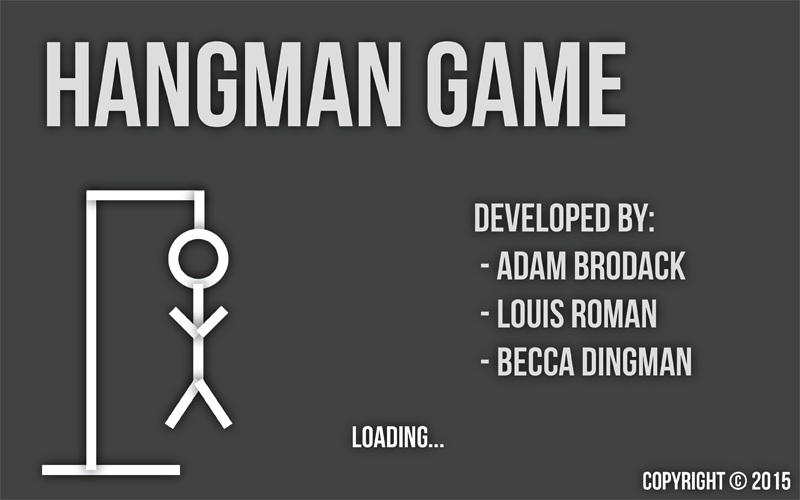 HANGMAN GAME
DEVELOPED BY:
- ADAM BRODACK
- LOUIS ROMAN
- BECCA DINGMAN
LOADING...
COPYRIGHT © 2015